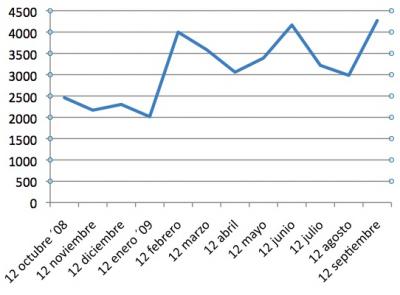 4500
4000
3500
3000
2500
2000
1500
1000
500
0
12 octubre ´08
12 noviembre
12 diciembre
12 enero ´09
12 febrero
12 marzo
12 abril
12 mayo
12 junio
12 julio
12 agosto
12 septiembre